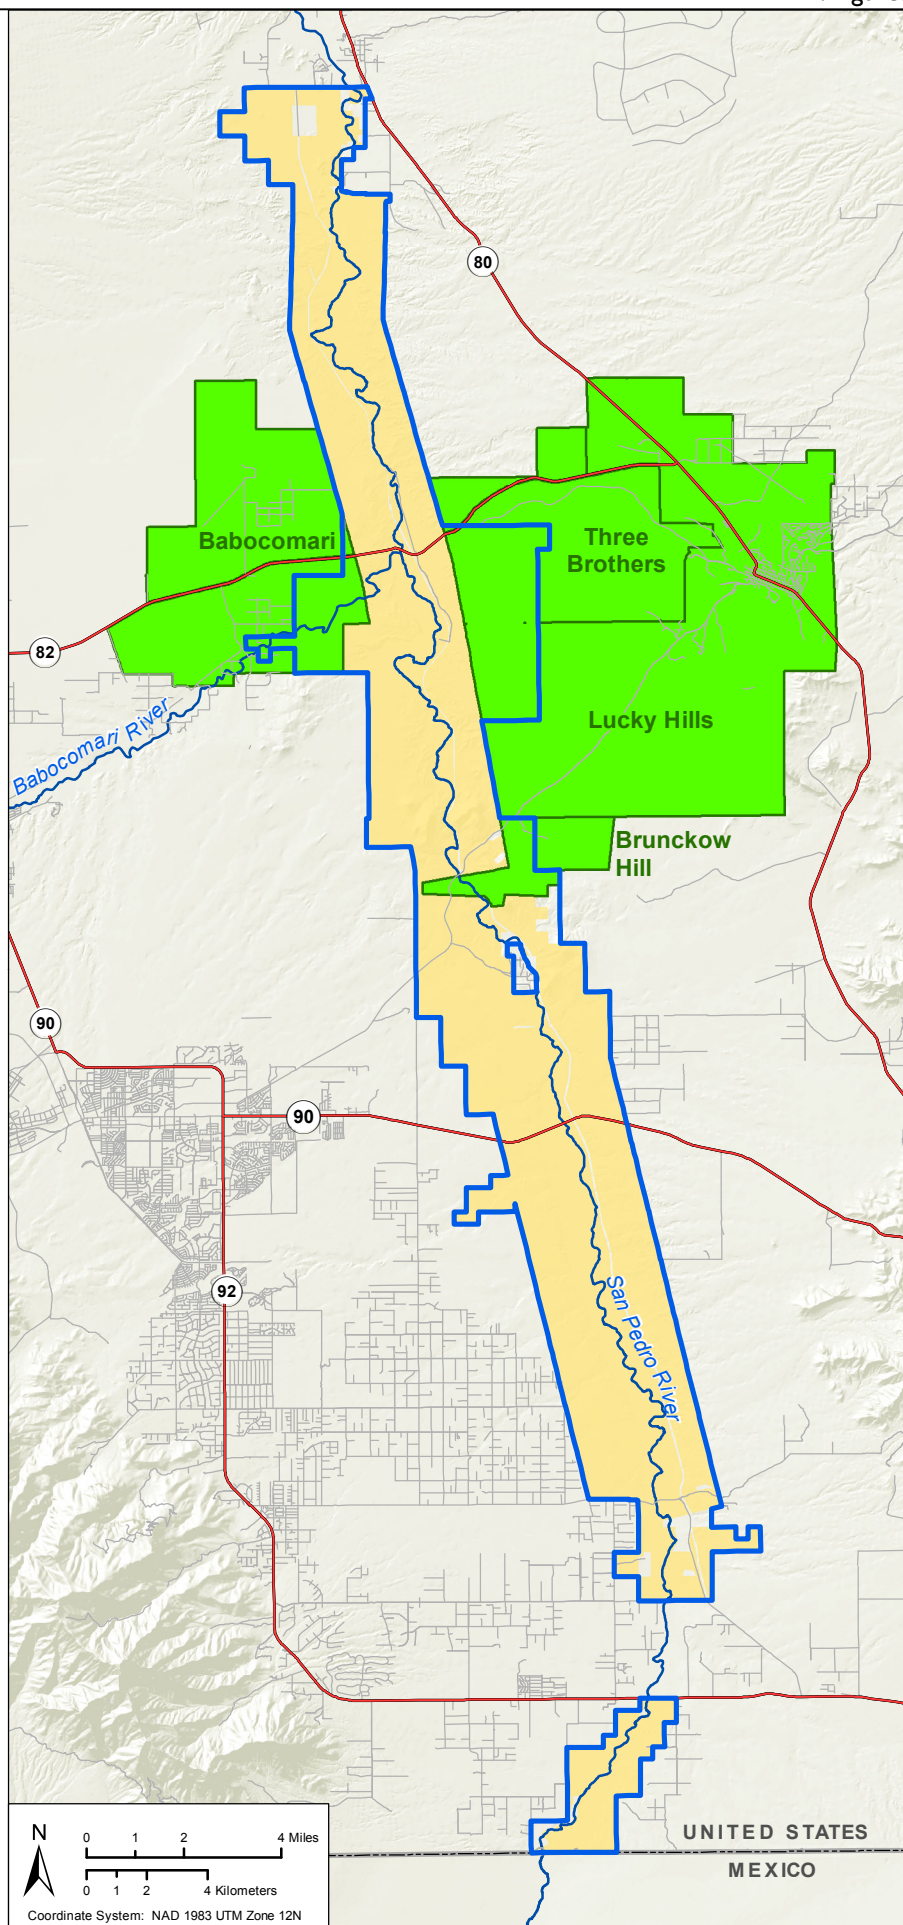 80
Babocomari
Three
Brothers
82
Lucky Hills
Babocomari River
Brunckow
Hill
90
90
92
San Pedro River
UNITED STATES
MEXICO
N
0 1 2 4 Miles
0 1 2 4 Kilometers
Coordinate System: NAD 1983 UTM Zone 12N